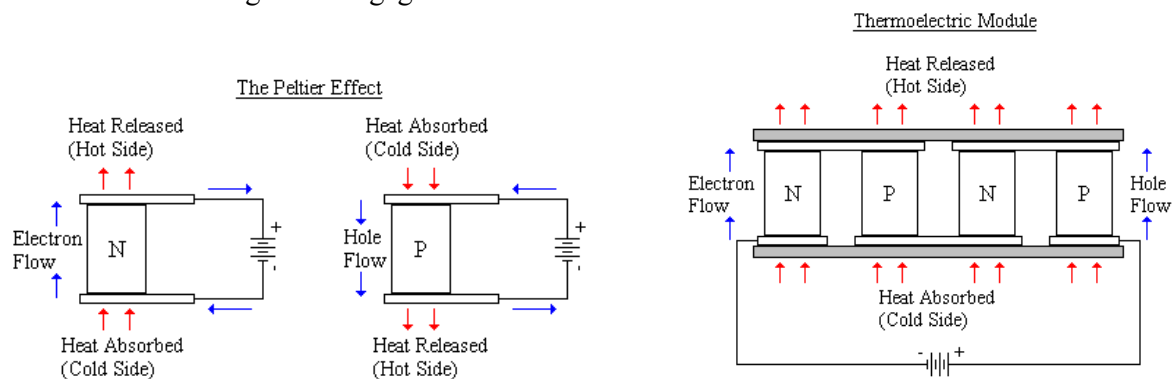 Thermoelectric Module
Heat Released
(Hot Side)
The Peltier Effect
Heat Released
(Hot Side)
Electron
Flow
N
+
-
Heat Absorbed
(Cold Side)
Heat Absorbed
(Cold Side)
Hole
Flow
P
+
-
Heat Released
(Hot Side)
Electron
Flow
N
P
N
P
Hole
Flow
Heat Absorbed
(Cold Side)
- +